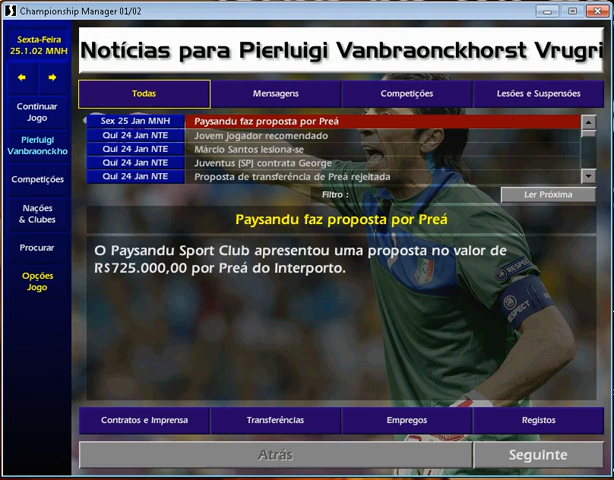 Championship Manager 01/02
Sexta-Feira
25.1.02 MNH
Continuar
Jogo
Pierluigi
Vanbraonckho
Competições
Nações
& Clubes
Procurar
Opções
Jogo
Notícias para Pierluigi Vanbraonckhorst Vrugri
Todas
Mensagens
Competições
Lesões e Suspensões
Sex 25 Jan MNH Paysandu faz proposta por Preá
Qui 24 Jan NTE Jovem Jogador recomendado
Qui 24 Jan NTE Márcio Santos lesiona-se
Qui 24 Jan NTE Juventus (SP) contrata George
Qui 24 Jan NTE Proposta de transferência de Preá rejeitada
Filtro :
Ler Próxima
Paysandu faz proposta por Preá
O Paysandu Sport Club apresentou uma proposta no valor de
R$725.000,00 por Preá do Interporto.
Contratos e Imprensa
Transferências
Empregos
Registos
Atrás
Seguinte